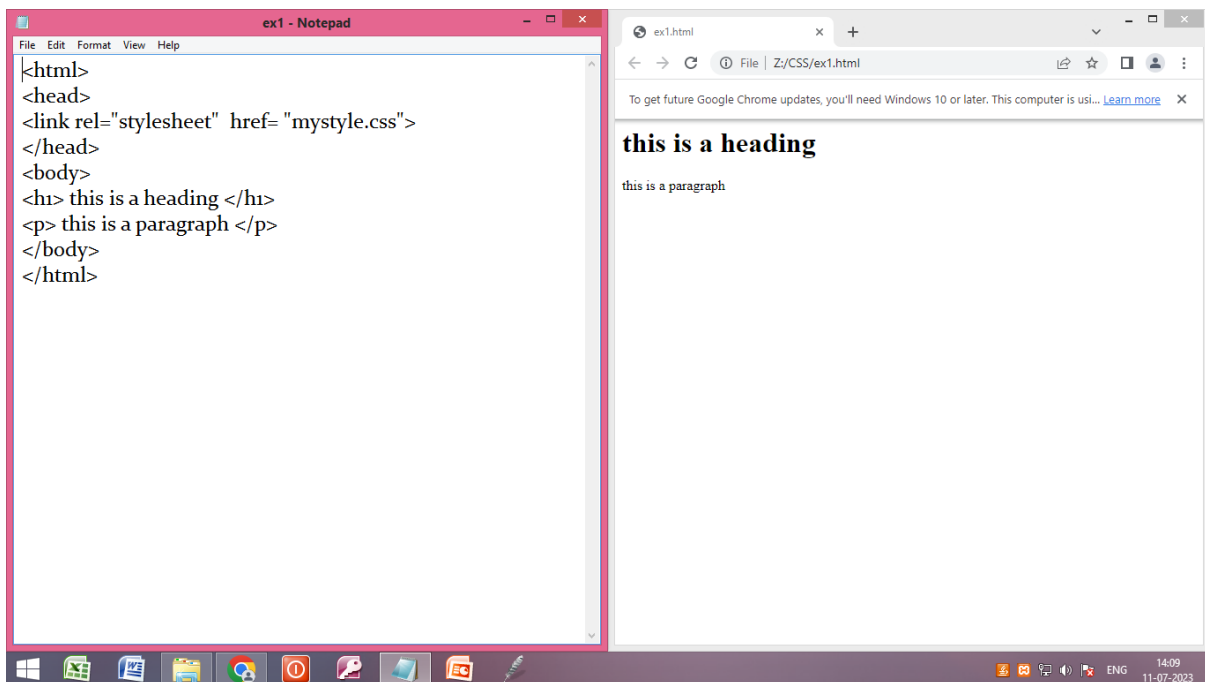 ex1 - Notepad
File Edit Format View Help
<html>
<head>
<link rel="stylesheet"  href= "mystyle.css">
</head>
<body>
<h1> this is a heading </h1>
<p> this is a paragraph </p>
</body>
</html>
ex1.html
File | Z:/CSS/ex1.html
To get future Google Chrome updates, you'll need Windows 10 or later. This computer is usi... Learn more
this is a heading
this is a paragraph
ENG
14:09
11-07-2023